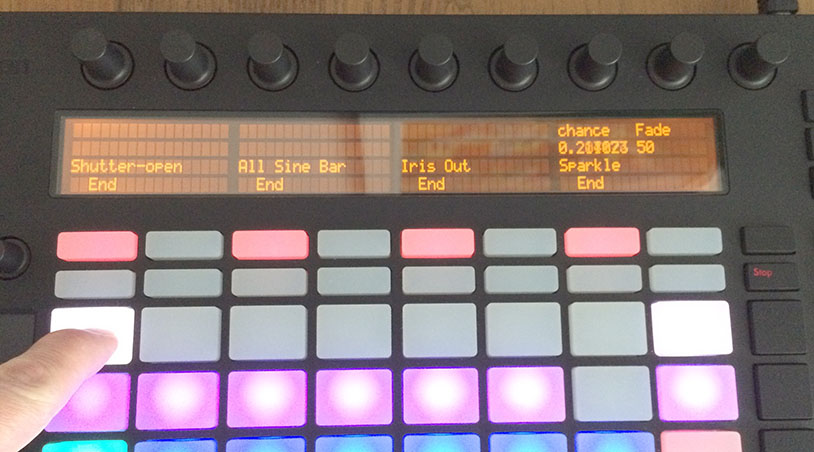 chance Fade
50
Shutter-open All Sine Bar Iris Out Sparkle
End End End End
Stop